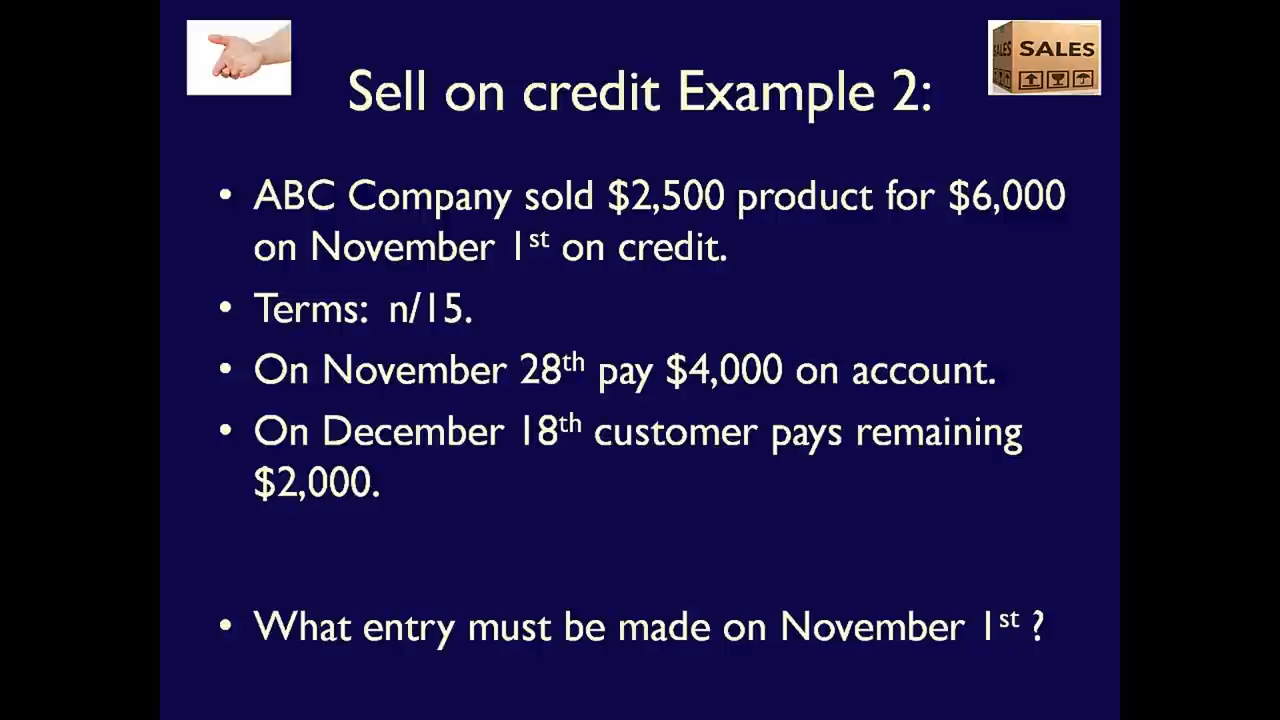 SALES
SALES
Sell on credit Example 2:
• ABC Company sold $2,500 product for $6,000
on November 1st on credit.
• Terms: n/15.
• On November 28th pay $4,000 on account.
• On December 18th customer pays remaining
$2,000.
• What entry must be made on November 1st ?